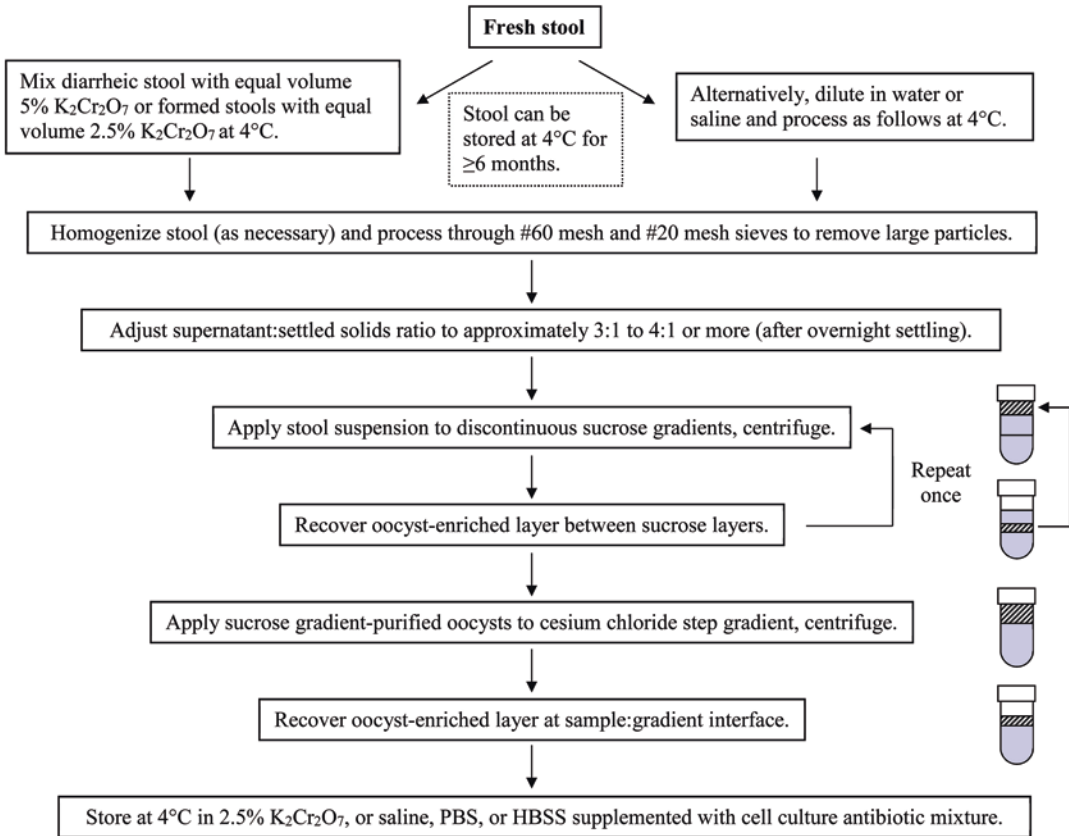 Fresh stool
Mix diarrheic stool with equal volume
5% K₂Cr₂O₇ or formed stools with equal
volume 2.5% K₂Cr₂O₇ at 4°C.
Stool can be
stored at 4°C for
≥6 months.
Alternatively, dilute in water or
saline and process as follows at 4°C.
Homogenize stool (as necessary) and process through #60 mesh and #20 mesh sieves to remove large particles.
Adjust supernatant:settled solids ratio to approximately 3:1 to 4:1 or more (after overnight settling).
Apply stool suspension to discontinuous sucrose gradients, centrifuge.
Repeat
once
Recover oocyst-enriched layer between sucrose layers.
Apply sucrose gradient-purified oocysts to cesium chloride step gradient, centrifuge.
Recover oocyst-enriched layer at sample:gradient interface.
Store at 4°C in 2.5% K₂Cr₂O₇, or saline, PBS, or HBSS supplemented with cell culture antibiotic mixture.